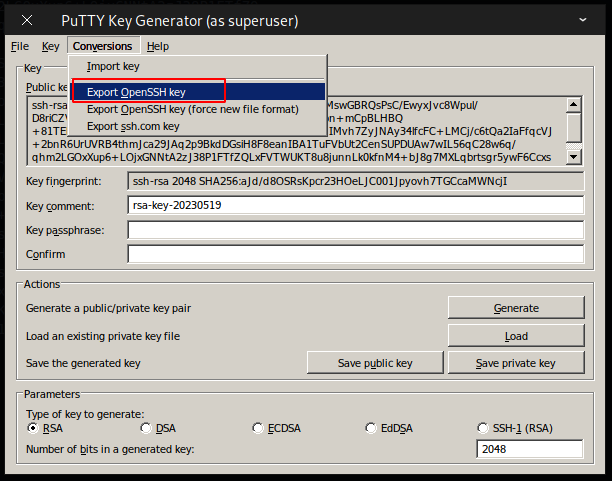 PuTTY Key Generator (as superuser)
File Key Conversions Help
Import key
Export OpenSSH key
Export OpenSSH key (force new file format)
Export ssh.com key
Key
Public ke
ssh-rsa MswGBRQsPsC/EwyxJvc8Wpul/
D8riCZV n+mCpBLHBQ
+81TE IMvh7ZyJNAy34lfcFC+LMCj/c6tQa2IaFfqcVJ
+2bnR6UrUVRB4thmJca29JAq2p9BkdDGsiH8F8eanIBA1TuFVbUt2CenSUPDUAw7wIL56qC28w6q/
qhm2LGOxXup6+LOjxGNNtA2zJ38P1FTfZQLxFVTWUKT8u8junnLk0kfnM4+bJ8g7MXLqbrtsgr5ywF6Ccxs
Key fingerprint: ssh-rsa 2048 SHA256:aJd/d8OSRsKpcr23HOeLJC001Jpyovh7TGCcaMWNcjI
Key comment: rsa-key-20230519
Key passphrase:
Confirm
Actions
Generate a public/private key pair Generate
Load an existing private key file Load
Save the generated key Save public key Save private key
Parameters
Type of key to generate:
RSA DSA ECDSA EdDSA SSH-1 (RSA)
Number of bits in a generated key: 2048